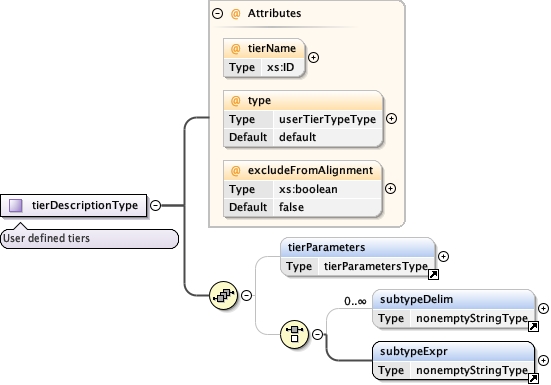 @ Attributes
@ tierName
Type xs:ID
@ type
Type userTierTypeType
Default default
@ excludeFromAlignment
Type xs:boolean
Default false
tierDescriptionType
User defined tiers
tierParameters
Type tierParametersType
0..∞
subtypeDelim
Type nonemptyStringType
subtypeExpr
Type nonemptyStringType